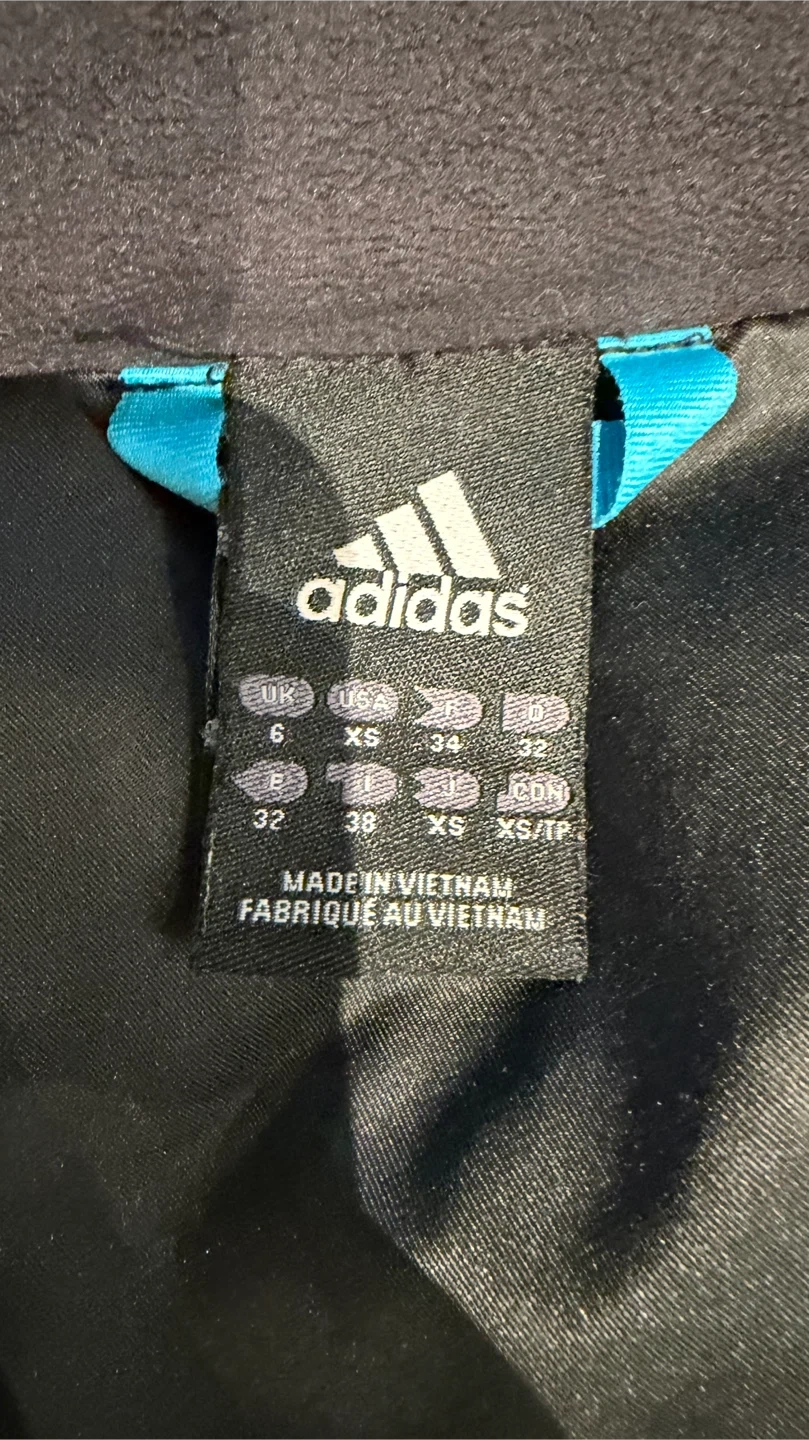 adidas
UK USA F D
6 XS 34 32
E I J CDN
32 38 XS XS/TP
MADE IN VIETNAM
FABRIQUÉ AU VIETNAM